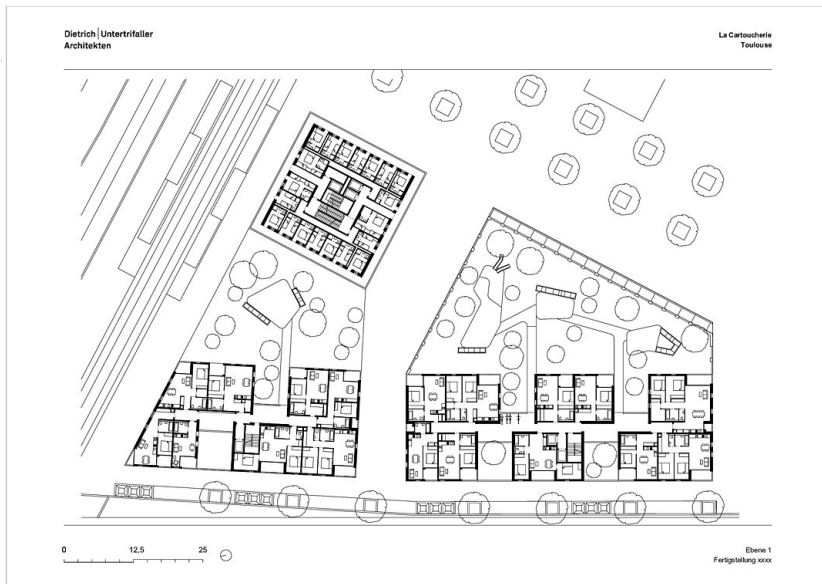 Dietrich | Untertrifaller
Architekten
La Cartoucherie
Toulouse
0 12,5 25
Ebene 1
Fertigstellung xxxx